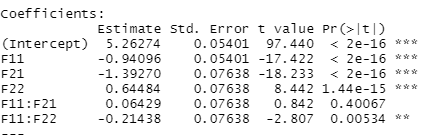 Coefficients:
            Estimate Std. Error t value Pr(>|t|)
(Intercept)  5.26274    0.05401  97.440  < 2e-16 ***
F11         -0.94096    0.05401 -17.422  < 2e-16 ***
F21         -1.39270    0.07638 -18.233  < 2e-16 ***
F22          0.64484    0.07638   8.442 1.44e-15 ***
F11:F21      0.06429    0.07638   0.842  0.40067
F11:F22     -0.21438    0.07638  -2.807  0.00534 **
---